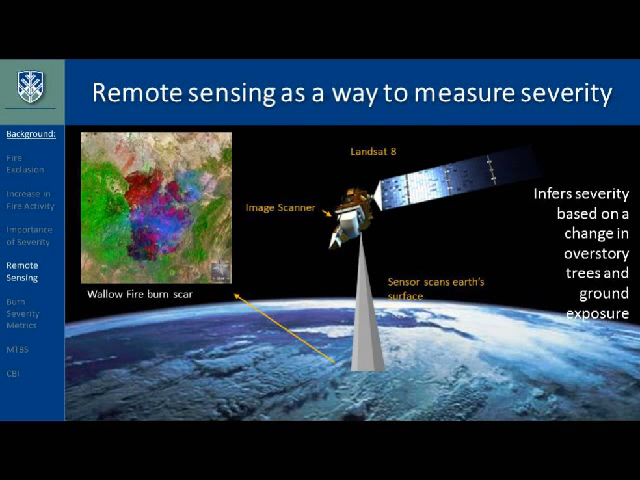 Remote sensing as a way to measure severity
Background:
Fire
Exclusion
Increase in
Fire Activity
Importance
of Severity
Remote
Sensing
Burn
Severity
Metrics
MTBS
CBI
Landsat 8
Image Scanner
Sensor scans earth's
surface
Wallow Fire burn scar
Infers severity
based on a
change in
overstory
trees and
ground
exposure